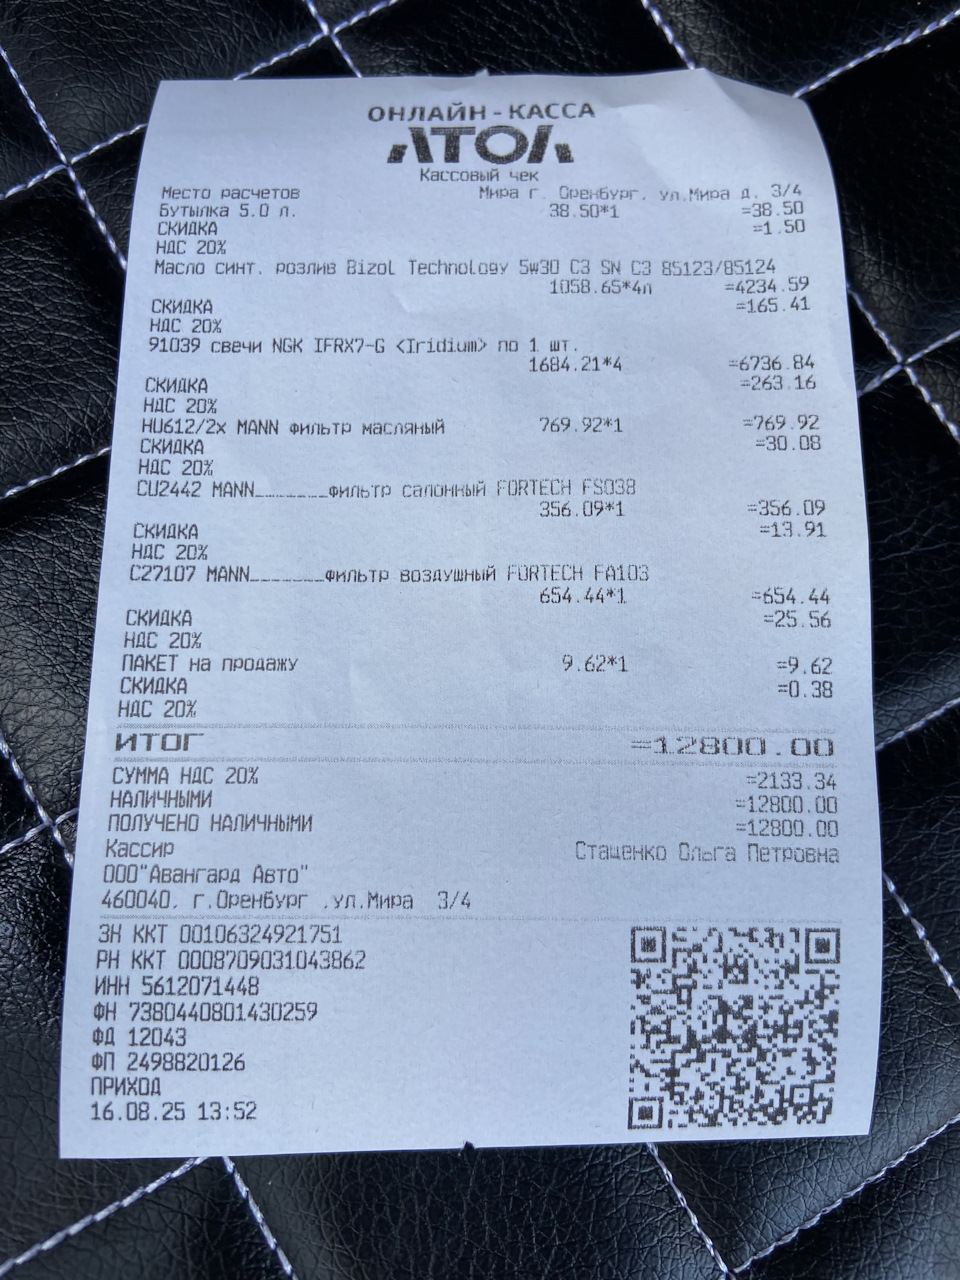 ОНЛАЙН-КАССА
АТОЛ
Кассовый чек
Место расчетов Мира г. Оренбург, ул.Мира д. 3/4
Бутылка 5.0 л. 38.50*1 =38.50
СКИДКА =1.50
НДС 20%
Масло синт. розлив Bizol Technology 5w30 C3 SN C3 85123/85124
1058.65*4л =4234.59
СКИДКА =165.41
НДС 20%
91039 свечи NGK IFRX7-G <Iridium> по 1 шт.
1684.21*4 =6736.84
СКИДКА =263.16
НДС 20%
HU612/2x MANN фильтр масляный 769.92*1 =769.92
СКИДКА =30.08
НДС 20%
CU2442 MANN________фильтр салонный FORTECH FS038
356.09*1 =356.09
СКИДКА =13.91
НДС 20%
C27107 MANN________фильтр воздушный FORTECH FA103
654.44*1 =654.44
СКИДКА =25.56
НДС 20%
ПАКЕТ на продажу 9.62*1 =9.62
СКИДКА =0.38
НДС 20%
ИТОГ =12800.00
СУММА НДС 20% =2133.34
НАЛИЧНЫМИ =12800.00
ПОЛУЧЕНО НАЛИЧНЫМИ =12800.00
Кассир Стаценко Ольга Петровна
ООО"Авангард Авто"
460040, г.Оренбург ,ул.Мира 3/4
ЗН ККТ 00106324921751
РН ККТ 0008709031043862
ИНН 5612071448
ФН 7380440801430259
ФД 12043
ФП 2498820126
ПРИХОД
16.08.25 13:52